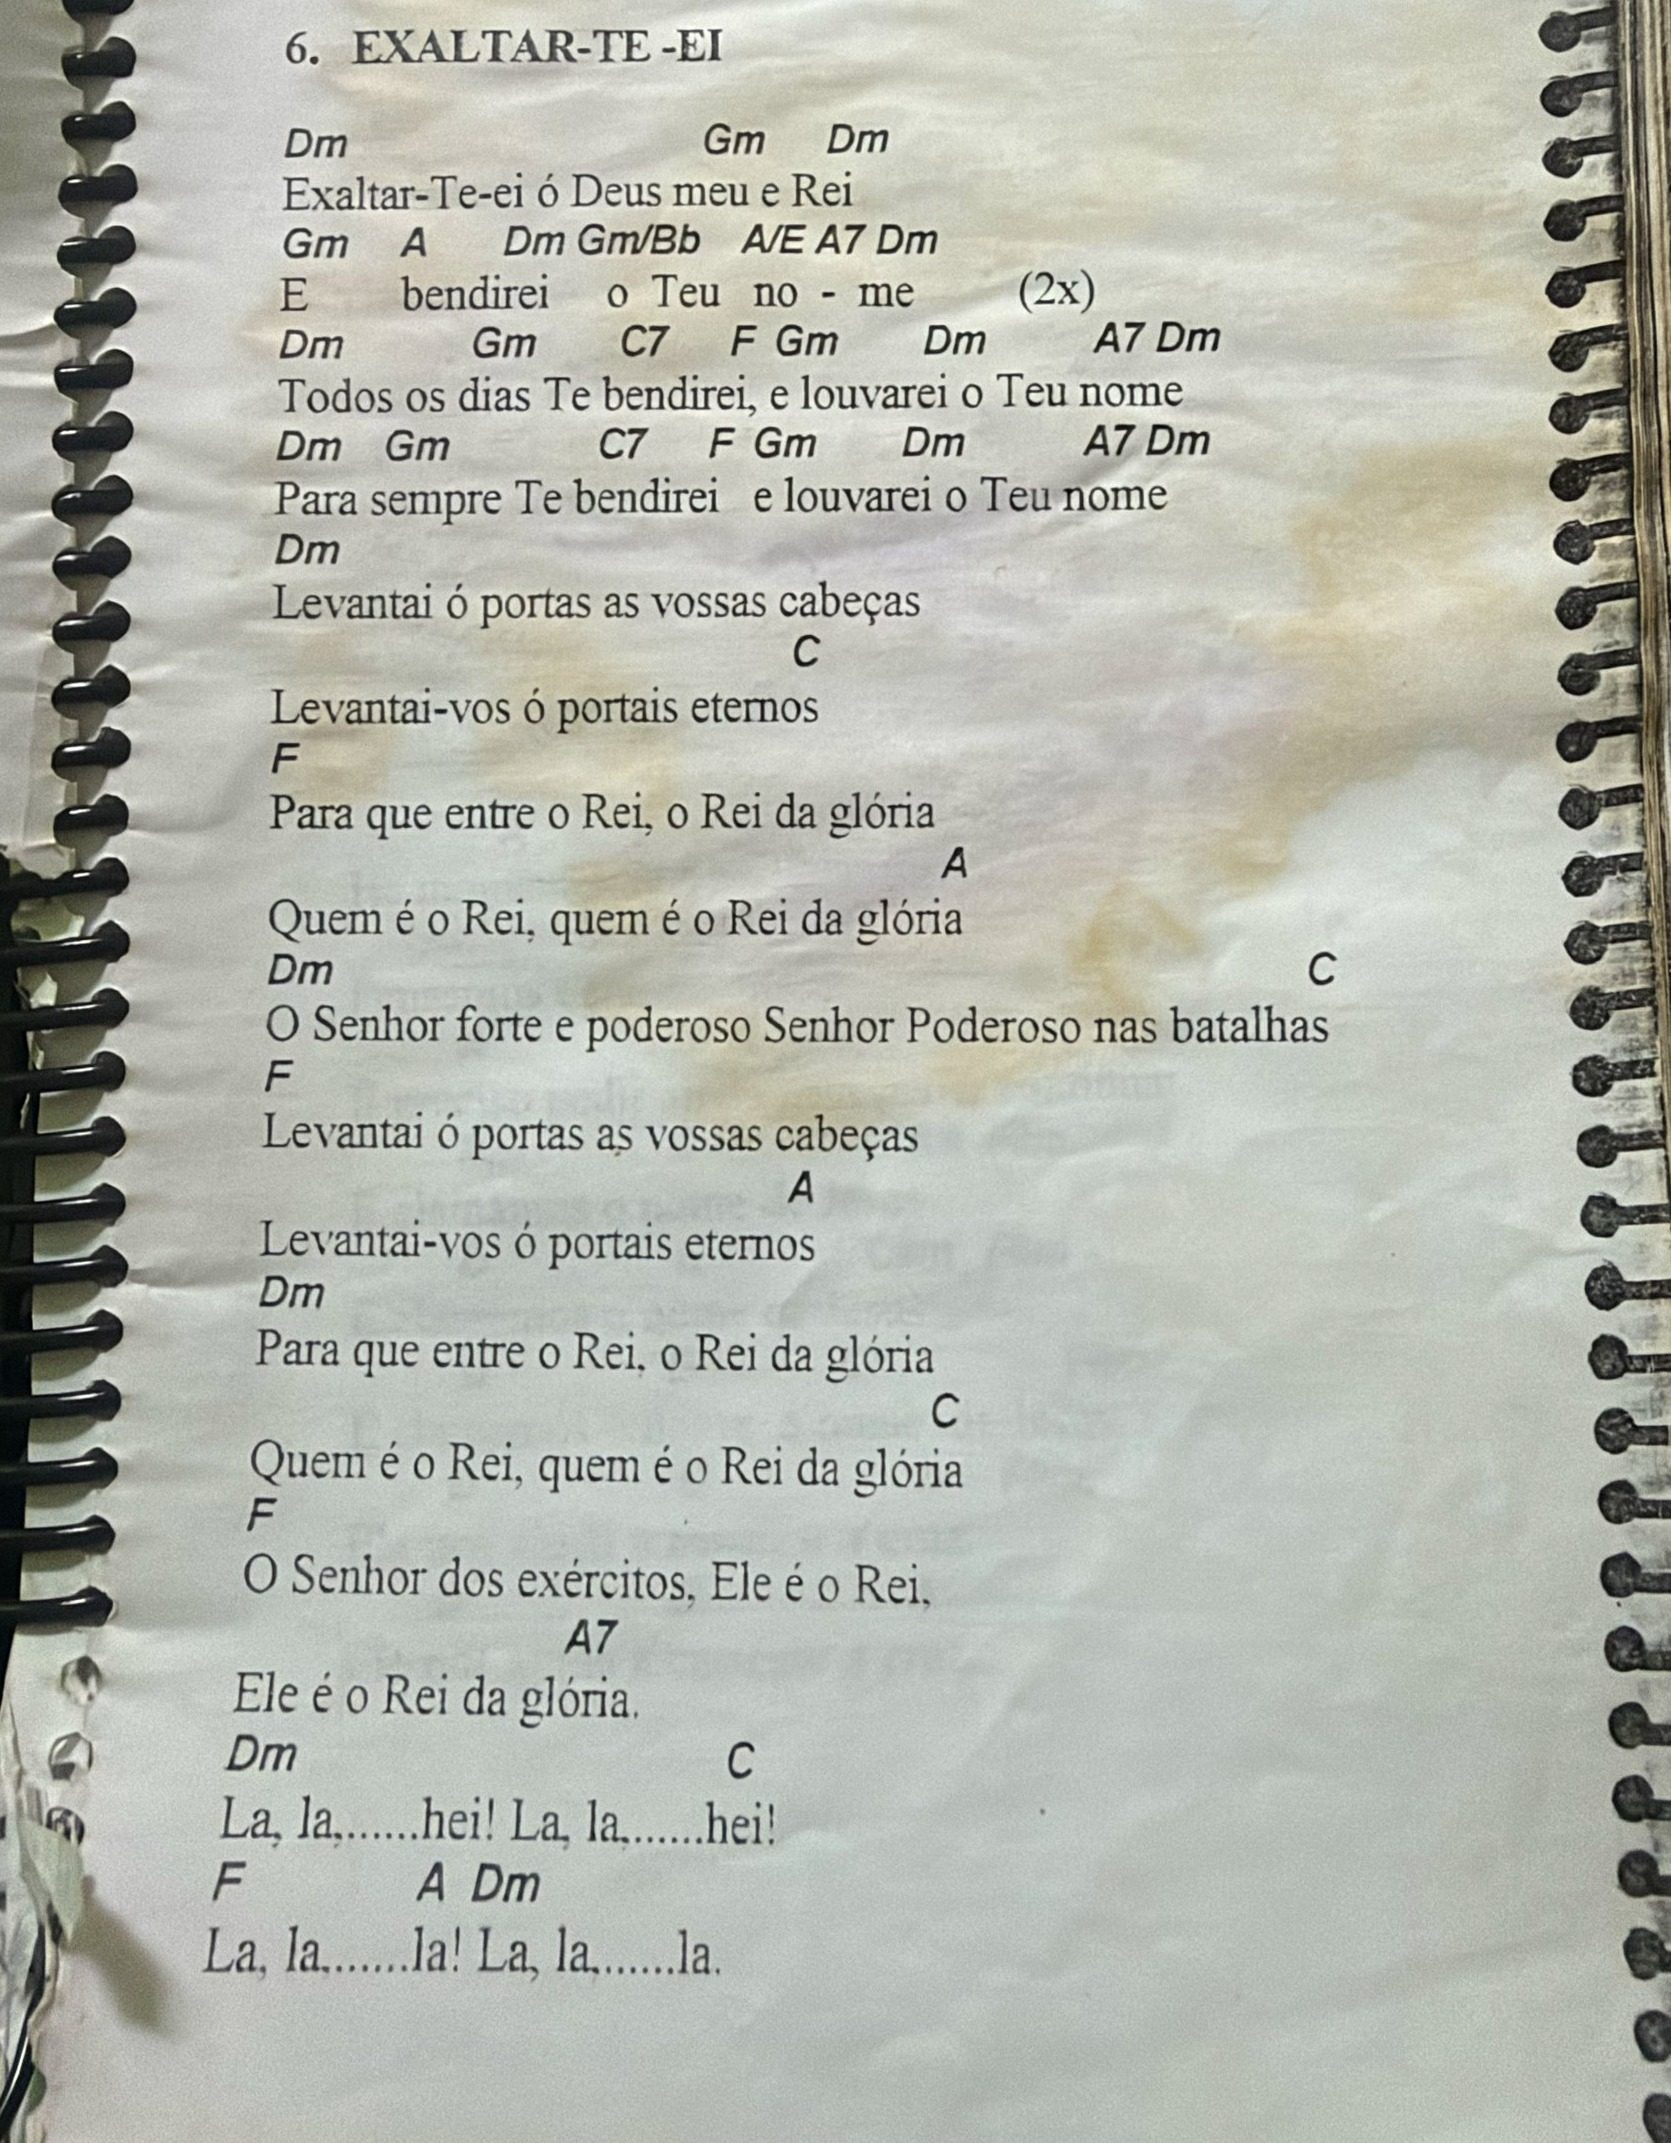 6. EXALTAR-TE -EI
Dm Gm Dm
Exaltar-Te-ei ó Deus meu e Rei
Gm A Dm Gm/Bb A/E A7 Dm
E bendirei o Teu no - me (2x)
Dm Gm C7 F Gm Dm A7 Dm
Todos os dias Te bendirei, e louvarei o Teu nome
Dm Gm C7 F Gm Dm A7 Dm
Para sempre Te bendirei e louvarei o Teu nome
Dm
Levantai ó portas as vossas cabeças
C
Levantai-vos ó portais eternos
F
Para que entre o Rei, o Rei da glória
A
Quem é o Rei, quem é o Rei da glória
Dm C
O Senhor forte e poderoso Senhor Poderoso nas batalhas
F
Levantai ó portas as vossas cabeças
A
Levantai-vos ó portais eternos
Dm
Para que entre o Rei, o Rei da glória
C
Quem é o Rei, quem é o Rei da glória
F
O Senhor dos exércitos, Ele é o Rei,
A7
Ele é o Rei da glória.
Dm C
La, la,......hei! La, la,.......hei!
F A Dm
La, la,.......la! La, la,.......la.